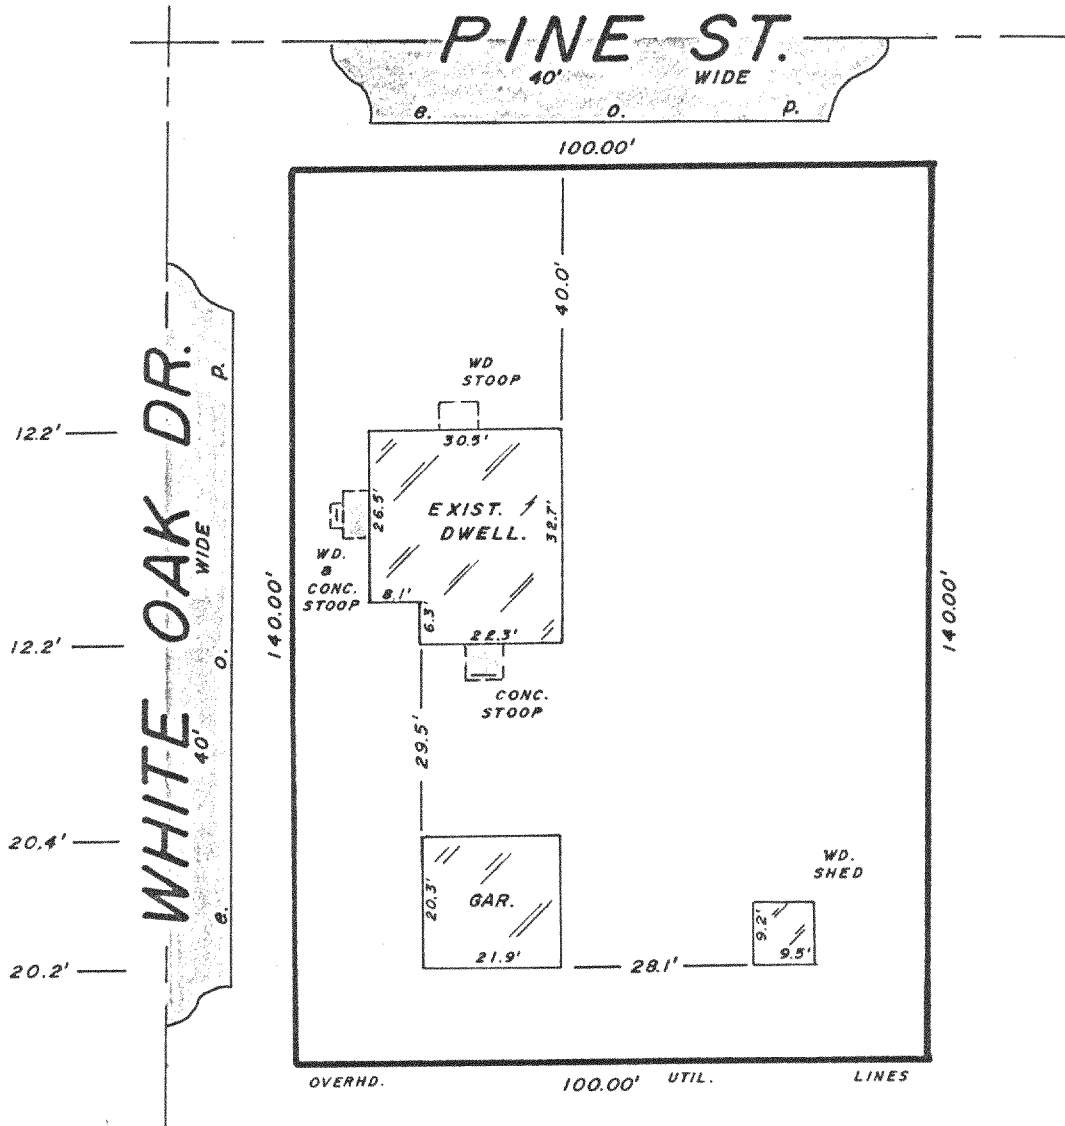 PINE ST.
40' WIDE
e. o. p.
100.00'
40.0'
WD
STOOP
12.2'
30.5'
26.5'
EXIST.
DWELL.
32.7'
WD.
&
CONC.
STOOP
8.1'
6.3'
22.3'
12.2'
CONC.
STOOP
WHITE OAK DR.
40' WIDE
e. o. p.
140.00'
140.00'
29.5'
20.4'
WD.
SHED
20.3'
GAR.
21.9'
9.2'
9.5'
28.1'
20.2'
OVERHD. 100.00' UTIL. LINES